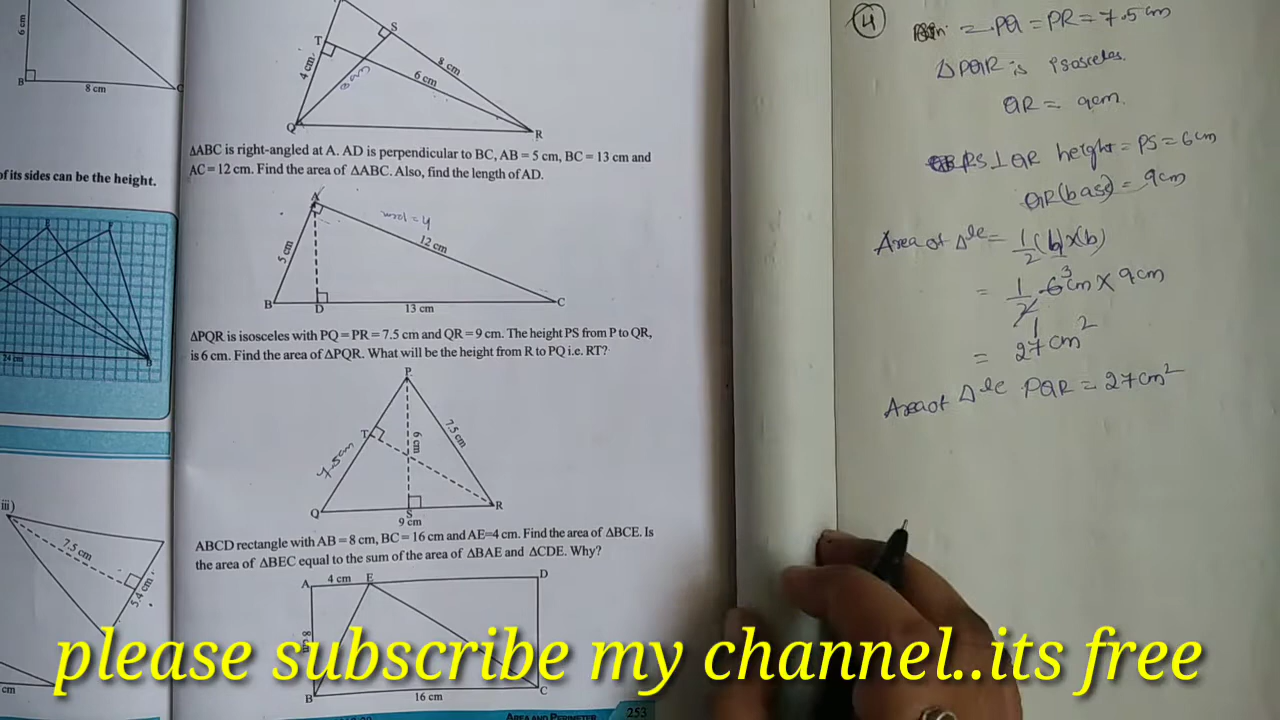 6 cm
B
8 cm
C
of its sides can be the height.
24 cm
iii)
7.5 cm
5.4 cm
cm
S
T
4 cm
8 cm
6 cm
Q
R
ΔABC is right-angled at A. AD is perpendicular to BC, AB = 5 cm, BC = 13 cm and
AC = 12 cm. Find the area of ΔABC. Also, find the length of AD.
A
5 cm
12 cm
B
D
13 cm
C
ΔPQR is isosceles with PQ = PR = 7.5 cm and QR = 9 cm. The height PS from P to QR,
is 6 cm. Find the area of ΔPQR. What will be the height from R to PQ i.e. RT?
P
T
6 cm
7.5 cm
7.5cm
Q
S
R
9 cm
ABCD rectangle with AB = 8 cm, BC = 16 cm and AE=4 cm. Find the area of ΔBCE. Is
the area of ΔBEC equal to the sum of the area of ΔBAE and ΔCDE. Why?
A
4 cm
E
D
8
B
16 cm
C
AREA AND PERIMETER
253
4
= PQ = PR = 7.5 cm
ΔPQR is isosceles.
QR = 9cm.
PS ⊥ QR height = PS = 6cm
QR (base) = 9cm
Area of Δle = 1/2 (b)x(b)
= 1/2 6 3 cm x 9cm
1
= 27 cm2
Area of Δle PQR = 27cm2
please subscribe my channel..its free